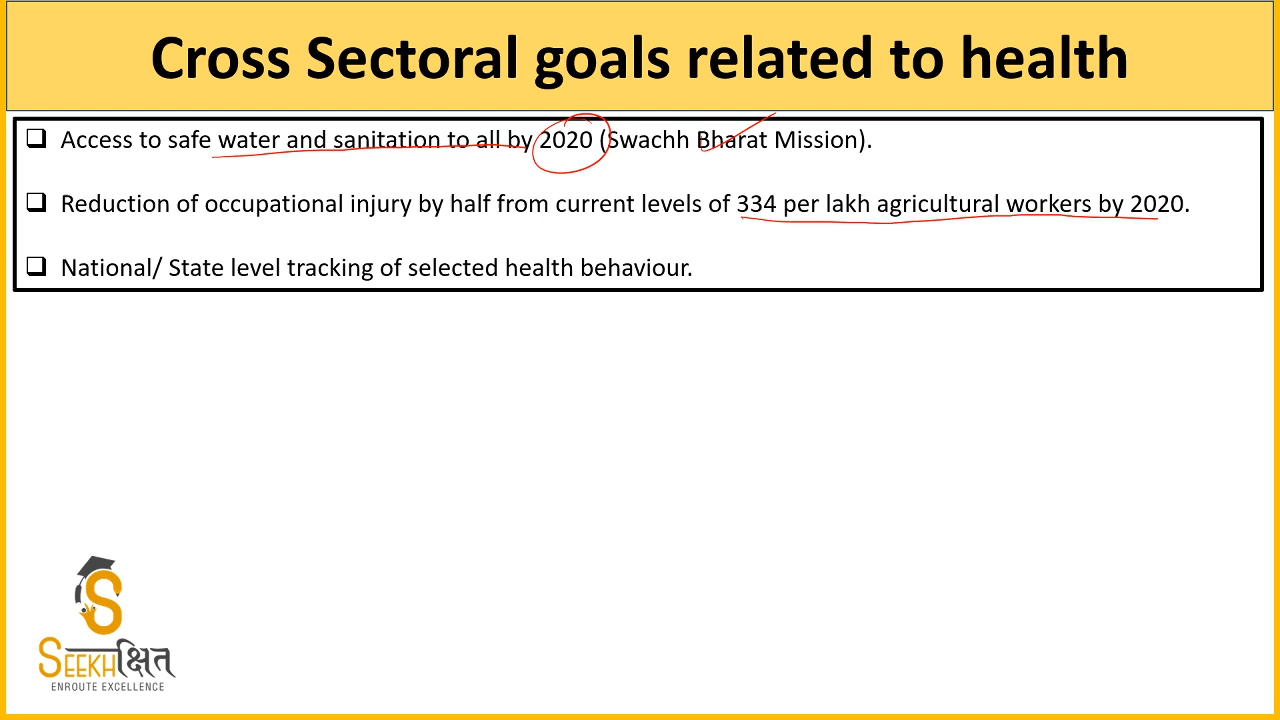 Cross Sectoral goals related to health
Access to safe water and sanitation to all by 2020 (Swachh Bharat Mission).
Reduction of occupational injury by half from current levels of 334 per lakh agricultural workers by 2020.
National/ State level tracking of selected health behaviour.
S
SEEKHक्षित
ENROUTE EXCELLENCE